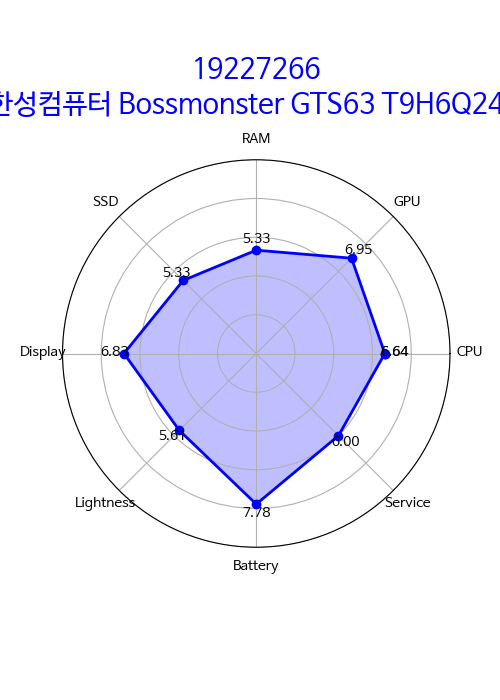 19227266
한성컴퓨터 Bossmonster GTS63 T9H6Q24
RAM
SSD
GPU
5.33
6.95
5.33
Display
6.82
6.64
CPU
5.61
6.00
Lightness
Service
7.78
Battery